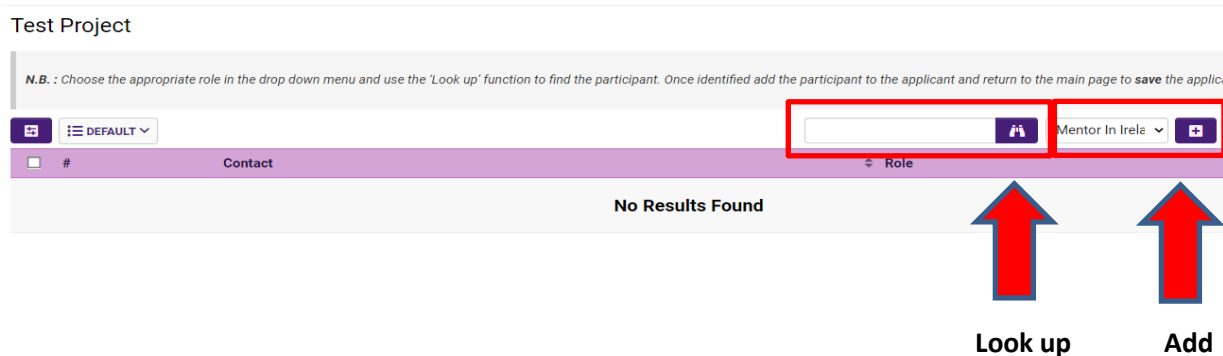 Test Project
N.B. : Choose the appropriate role in the drop down menu and use the 'Look up' function to find the participant. Once identified add the participant to the applicant and return to the main page to save the applic
DEFAULT
Mentor In Irela
# Contact Role
No Results Found
Look up Add